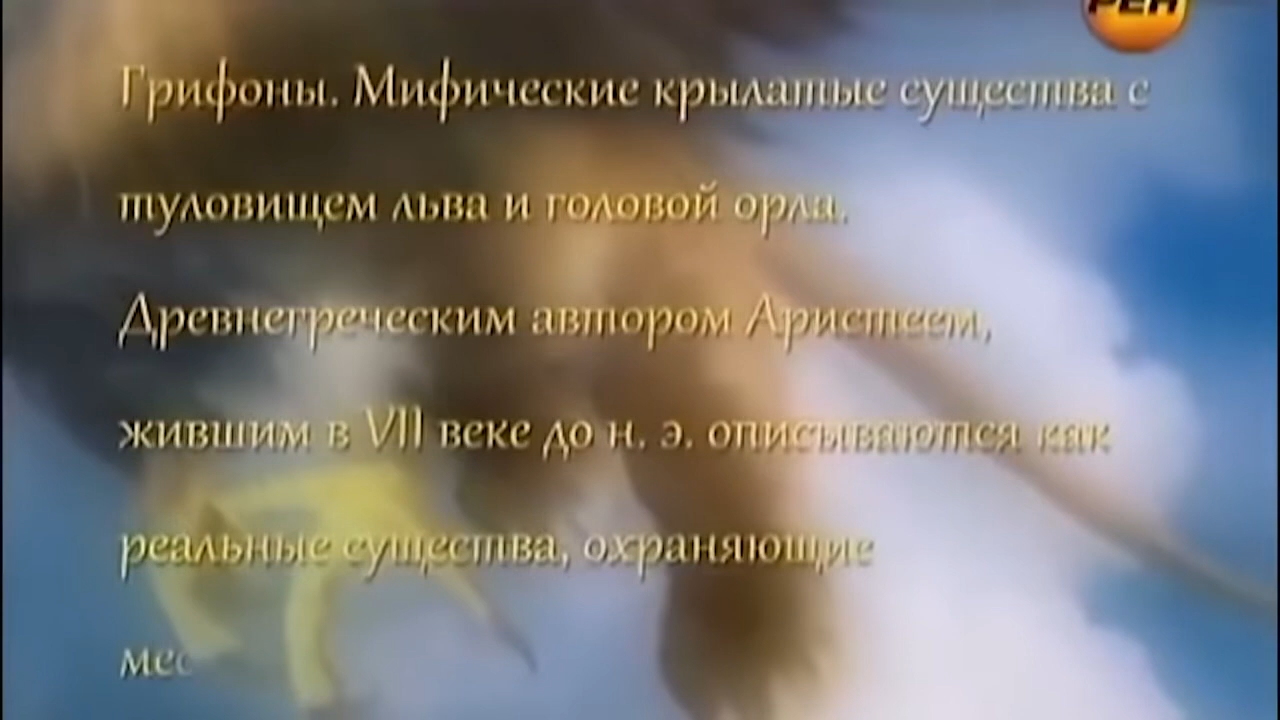 РЕН
Грифоны. Мифические крылатые существа с
туловищем льва и головой орла.
Древнегреческим автором Аристеем,
жившим в VII веке до н. э. описываются как
реальные существа, охраняющие
мес